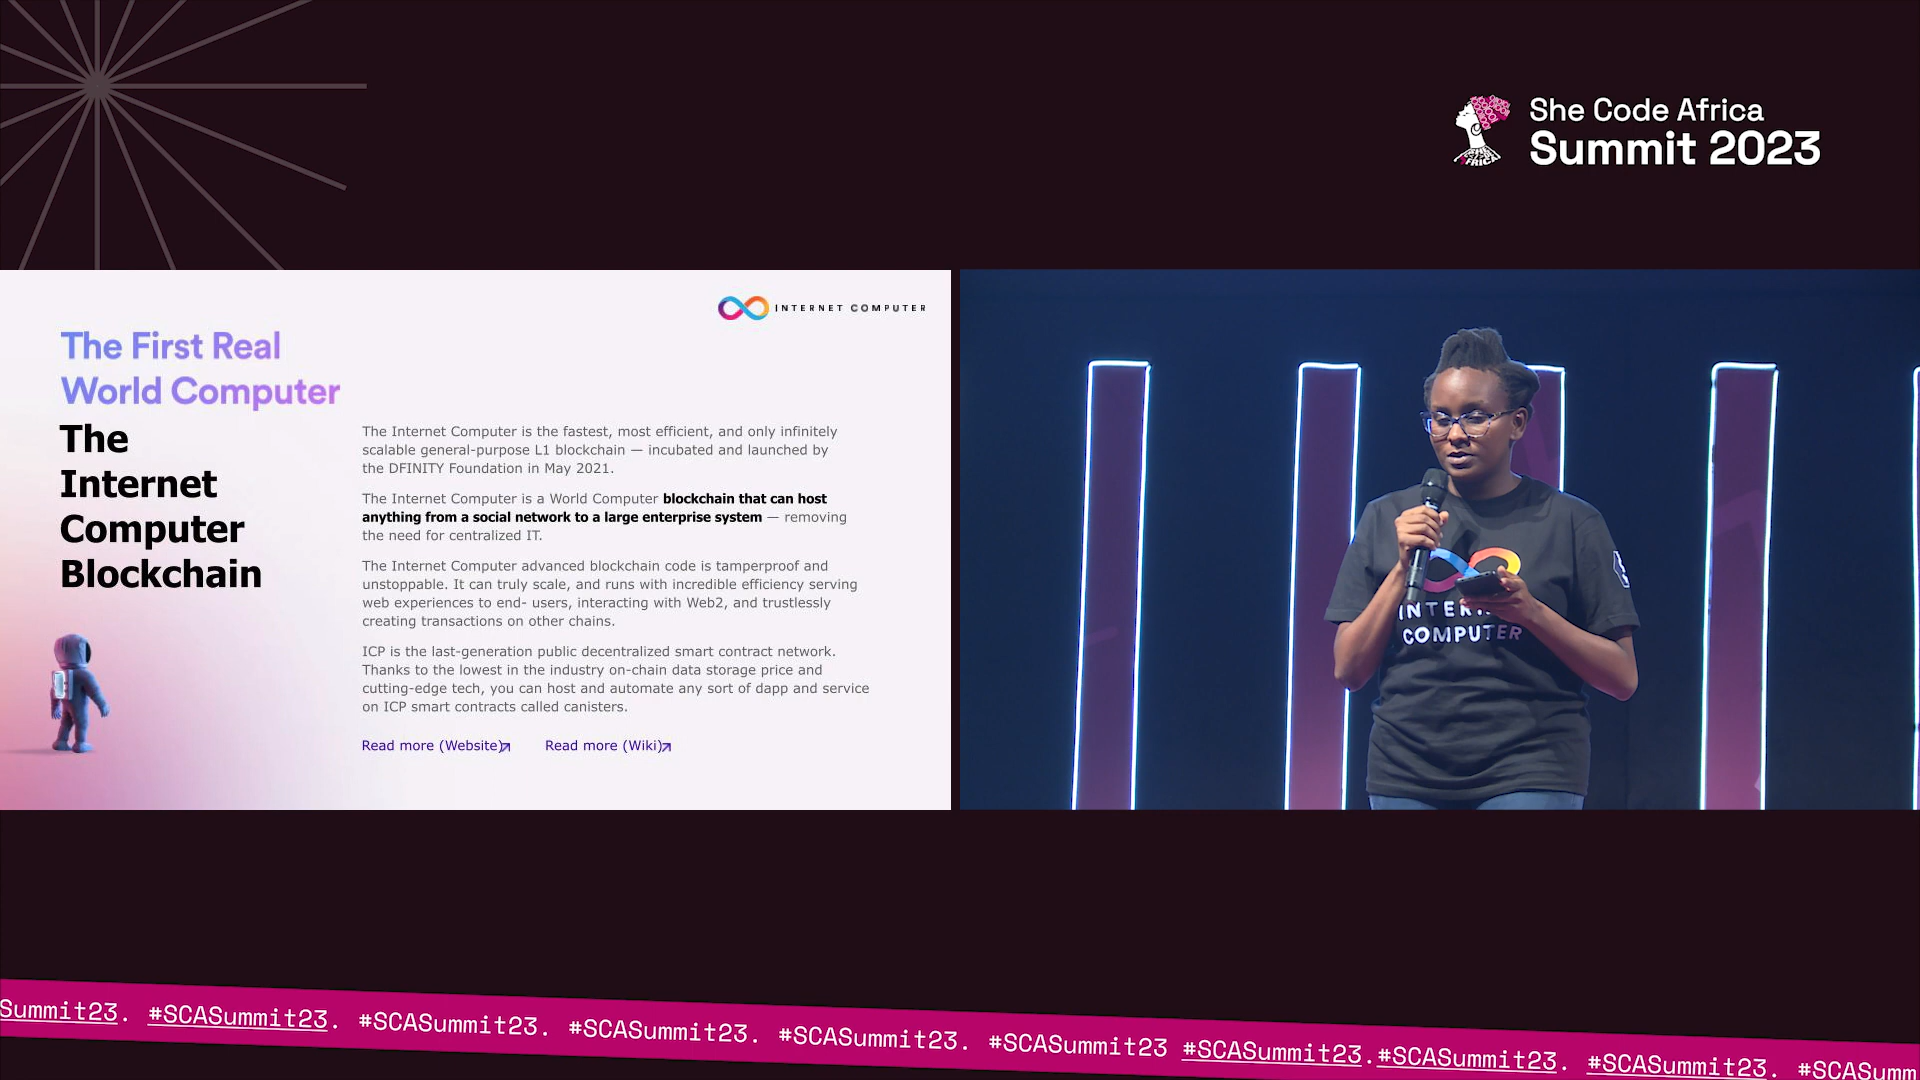 She Code Africa
Summit 2023
INTERNET COMPUTER
The First Real
World Computer
The
Internet
Computer
Blockchain
The Internet Computer is the fastest, most efficient, and only infinitely
scalable general-purpose L1 blockchain — incubated and launched by
the DFINITY Foundation in May 2021.
The Internet Computer is a World Computer blockchain that can host
anything from a social network to a large enterprise system — removing
the need for centralized IT.
The Internet Computer advanced blockchain code is tamperproof and
unstoppable. It can truly scale, and runs with incredible efficiency serving
web experiences to end- users, interacting with Web2, and trustlessly
creating transactions on other chains.
ICP is the last-generation public decentralized smart contract network.
Thanks to the lowest in the industry on-chain data storage price and
cutting-edge tech, you can host and automate any sort of dapp and service
on ICP smart contracts called canisters.
Read more (Website) Read more (Wiki)
COMPUTER
Summit23. #SCASummit23. #SCASummit23. #SCASummit23. #SCASummit23. #SCASummit23 #SCASummit23.#SCASummit23. #SCASummit23. #SCASumm